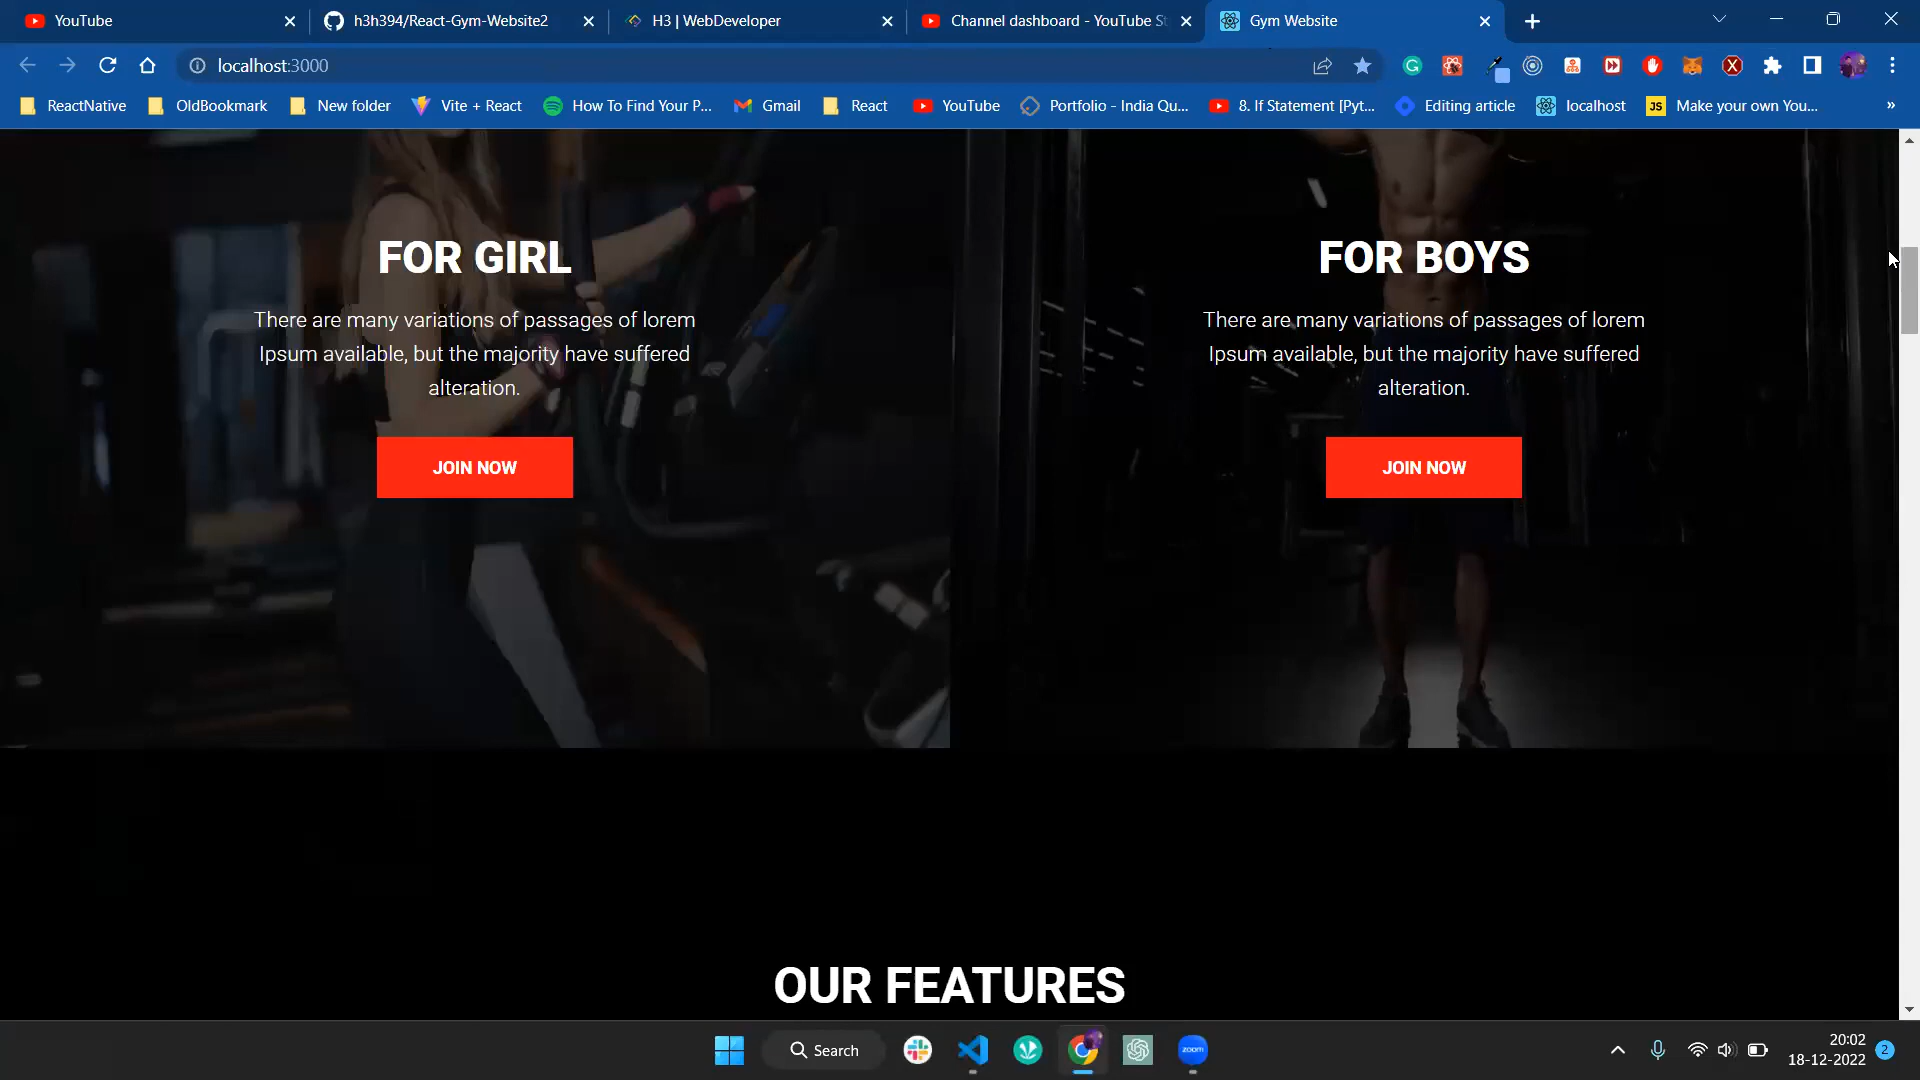 YouTube
h3h394/React-Gym-Website2
H3 | WebDeveloper
Channel dashboard - YouTube St
Gym Website
localhost:3000
ReactNative
OldBookmark
New folder
Vite + React
How To Find Your P...
Gmail
React
YouTube
Portfolio - India Qu...
8. If Statement [Pyt...
Editing article
localhost
JS
Make your own You...
»
FOR GIRL
There are many variations of passages of lorem
Ipsum available, but the majority have suffered
alteration.
JOIN NOW
FOR BOYS
There are many variations of passages of lorem
Ipsum available, but the majority have suffered
alteration.
JOIN NOW
OUR FEATURES
Search
zoom
20:02
18-12-2022
2